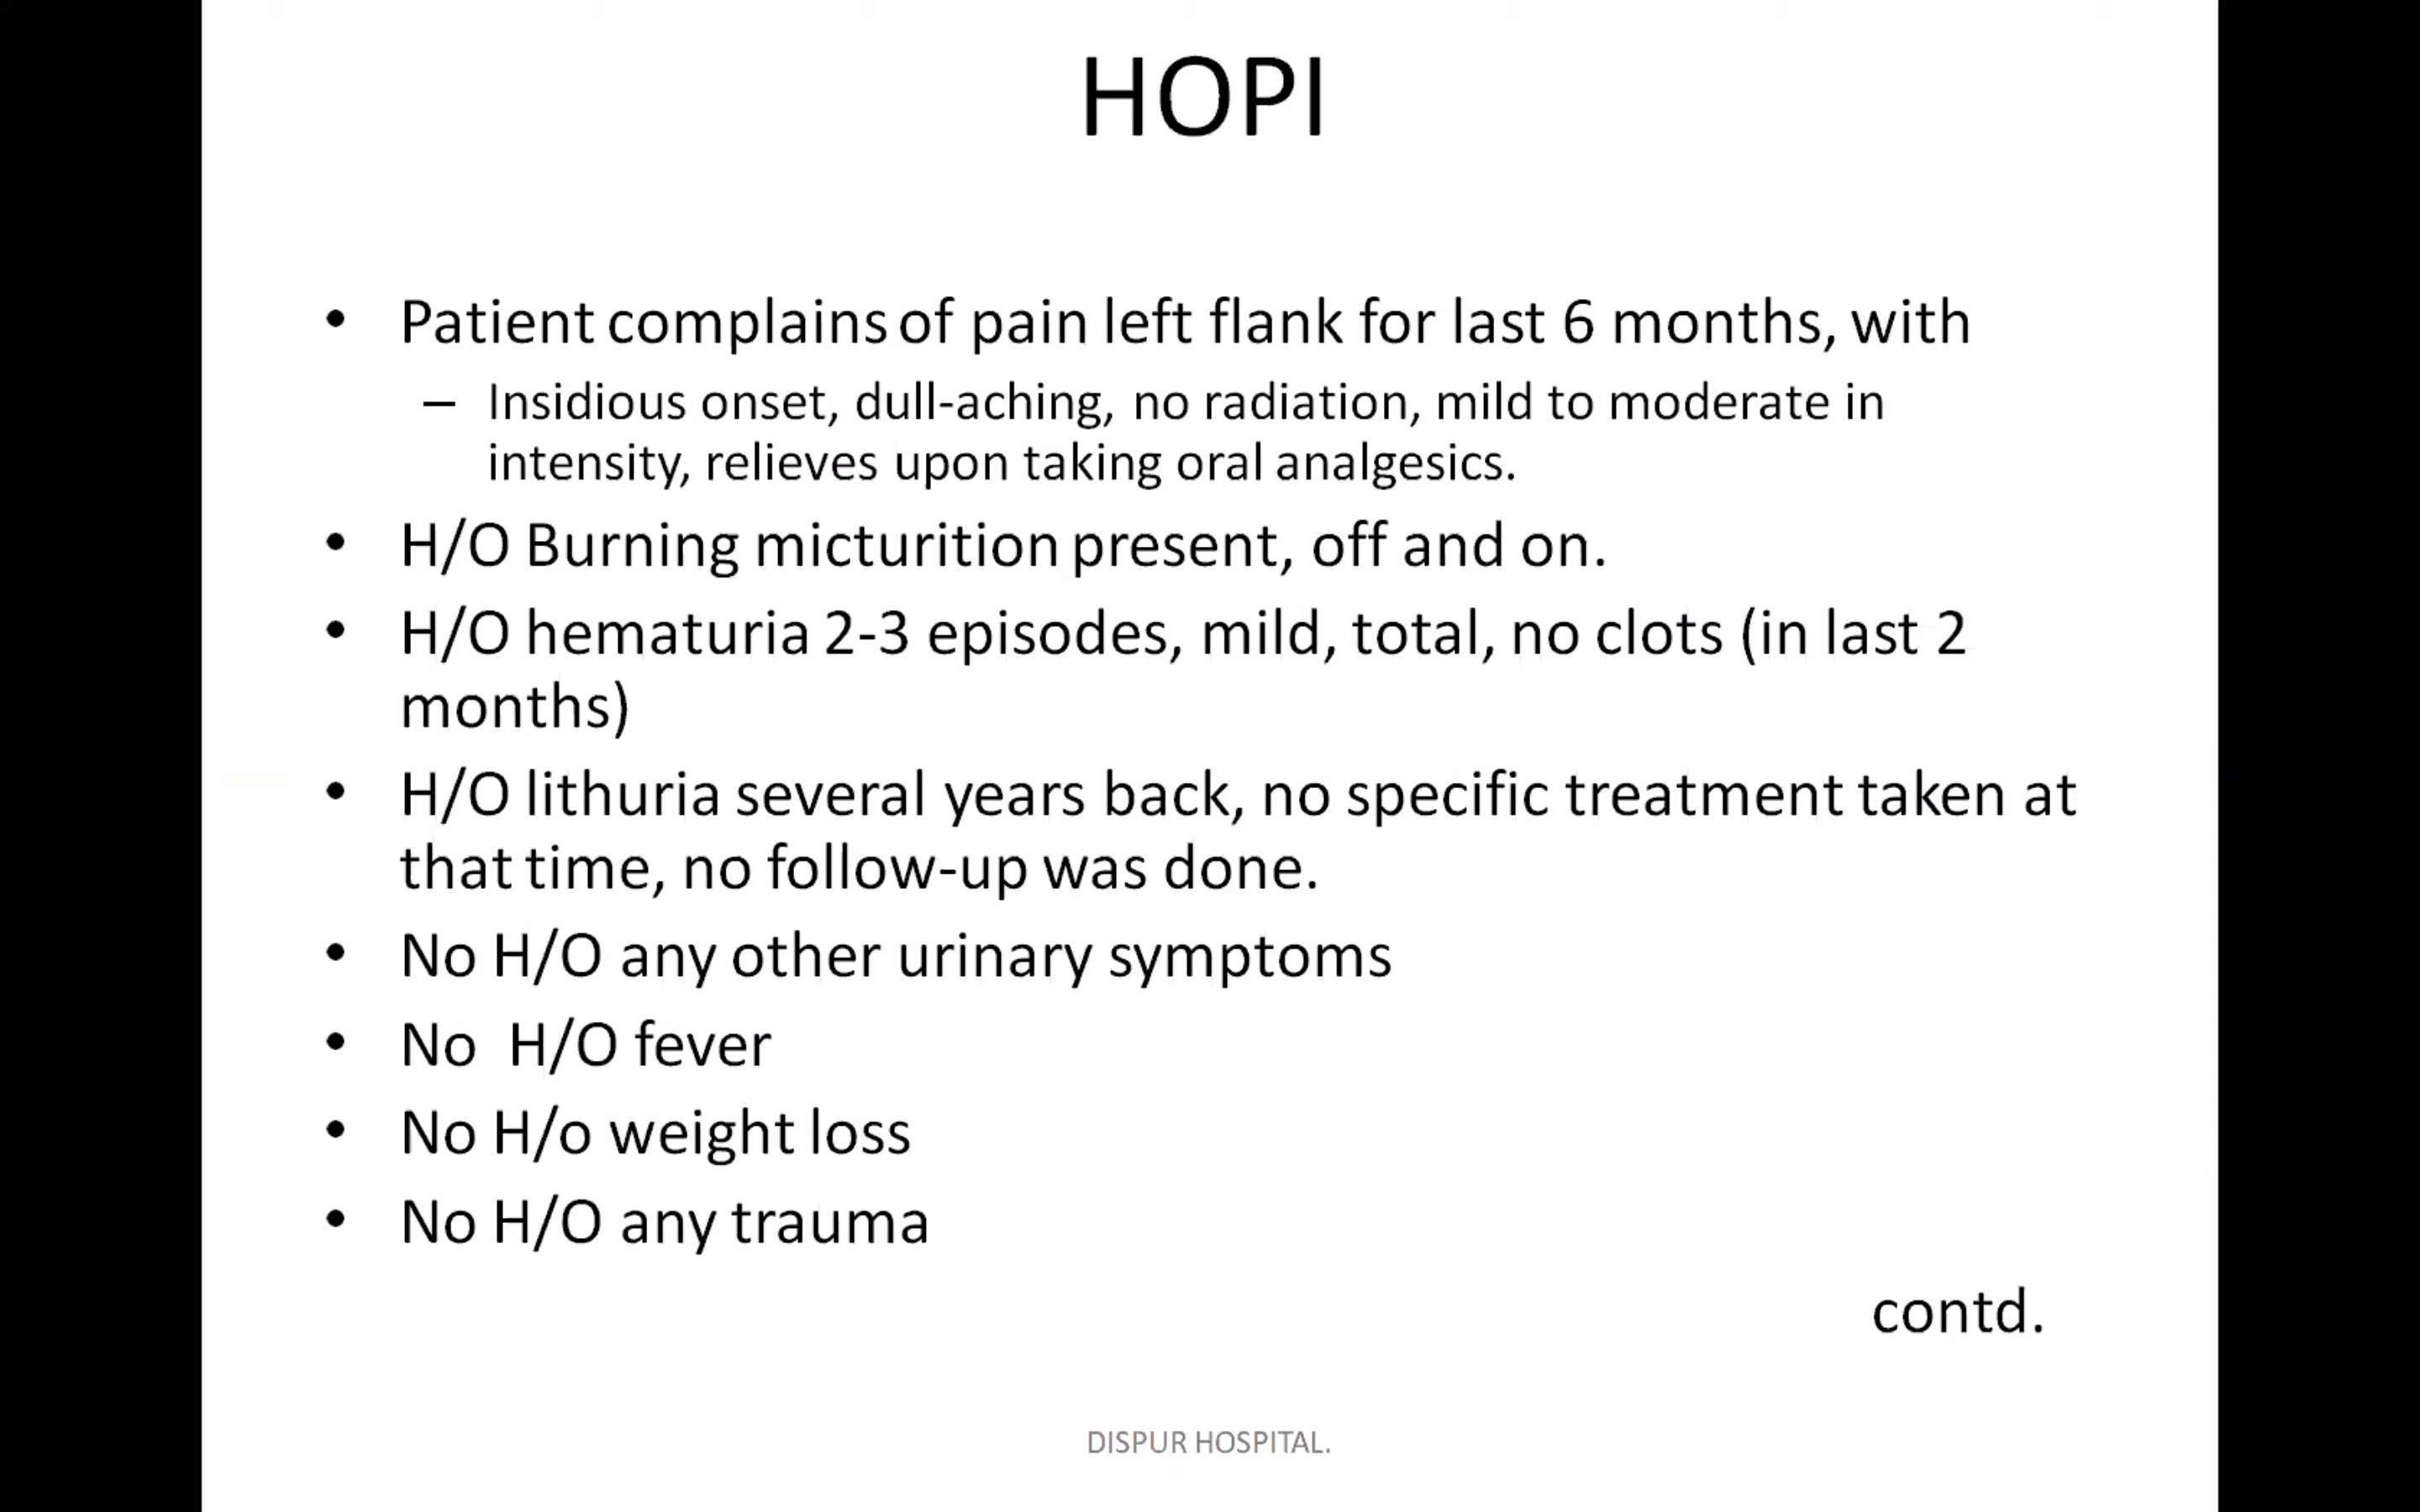 HOPI
• Patient complains of pain left flank for last 6 months, with
– Insidious onset, dull-aching, no radiation, mild to moderate in
intensity, relieves upon taking oral analgesics.
• H/O Burning micturition present, off and on.
• H/O hematuria 2-3 episodes, mild, total, no clots (in last 2
months)
• H/O lithuria several years back, no specific treatment taken at
that time, no follow-up was done.
• No H/O any other urinary symptoms
• No  H/O fever
• No H/o weight loss
• No H/O any trauma
contd.
DISPUR HOSPITAL.